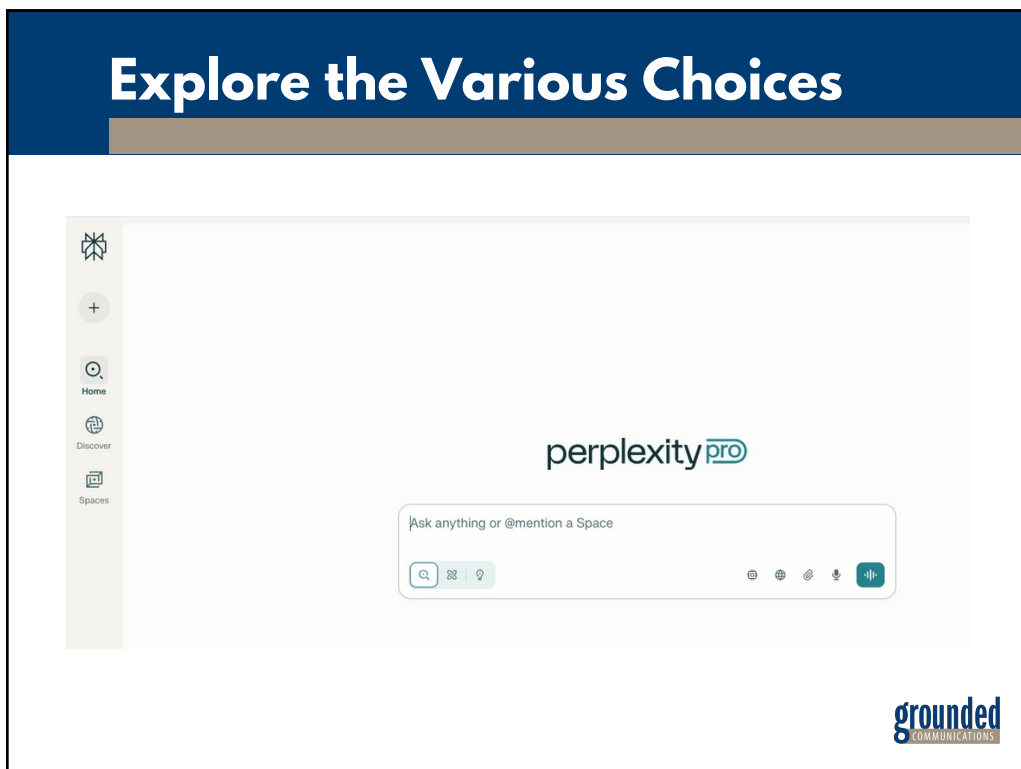 Explore the Various Choices
Home
Discover
Spaces
perplexity pro
Ask anything or @mention a Space
grounded
COMMUNICATIONS